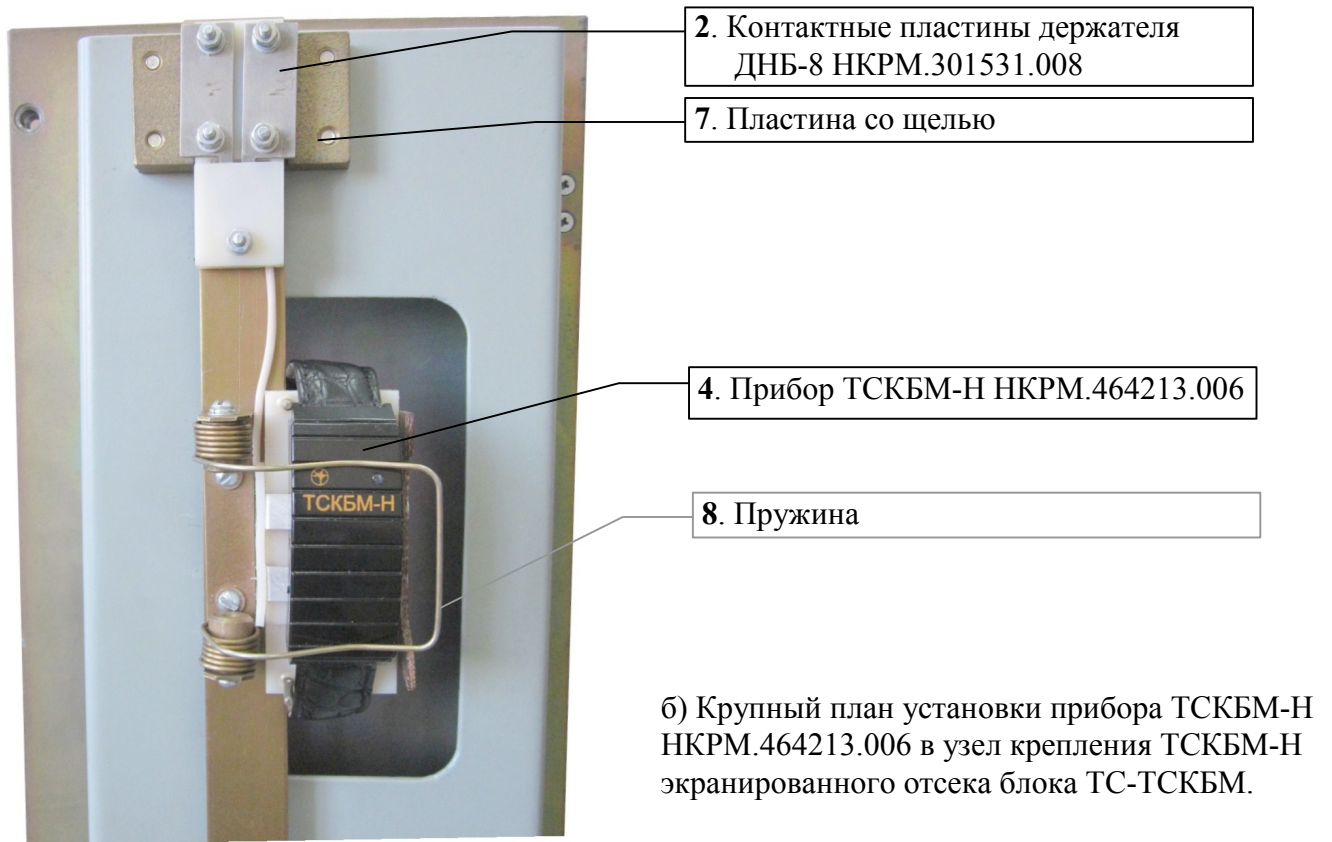 2. Контактные пластины держателя
ДНБ-8 НКРМ.301531.008
7. Пластина со щелью
4. Прибор ТСКБМ-Н НКРМ.464213.006
ТСКБМ-Н
8. Пружина
б) Крупный план установки прибора ТСКБМ-Н
НКРМ.464213.006 в узел крепления ТСКБМ-Н
экранированного отсека блока ТС-ТСКБМ.